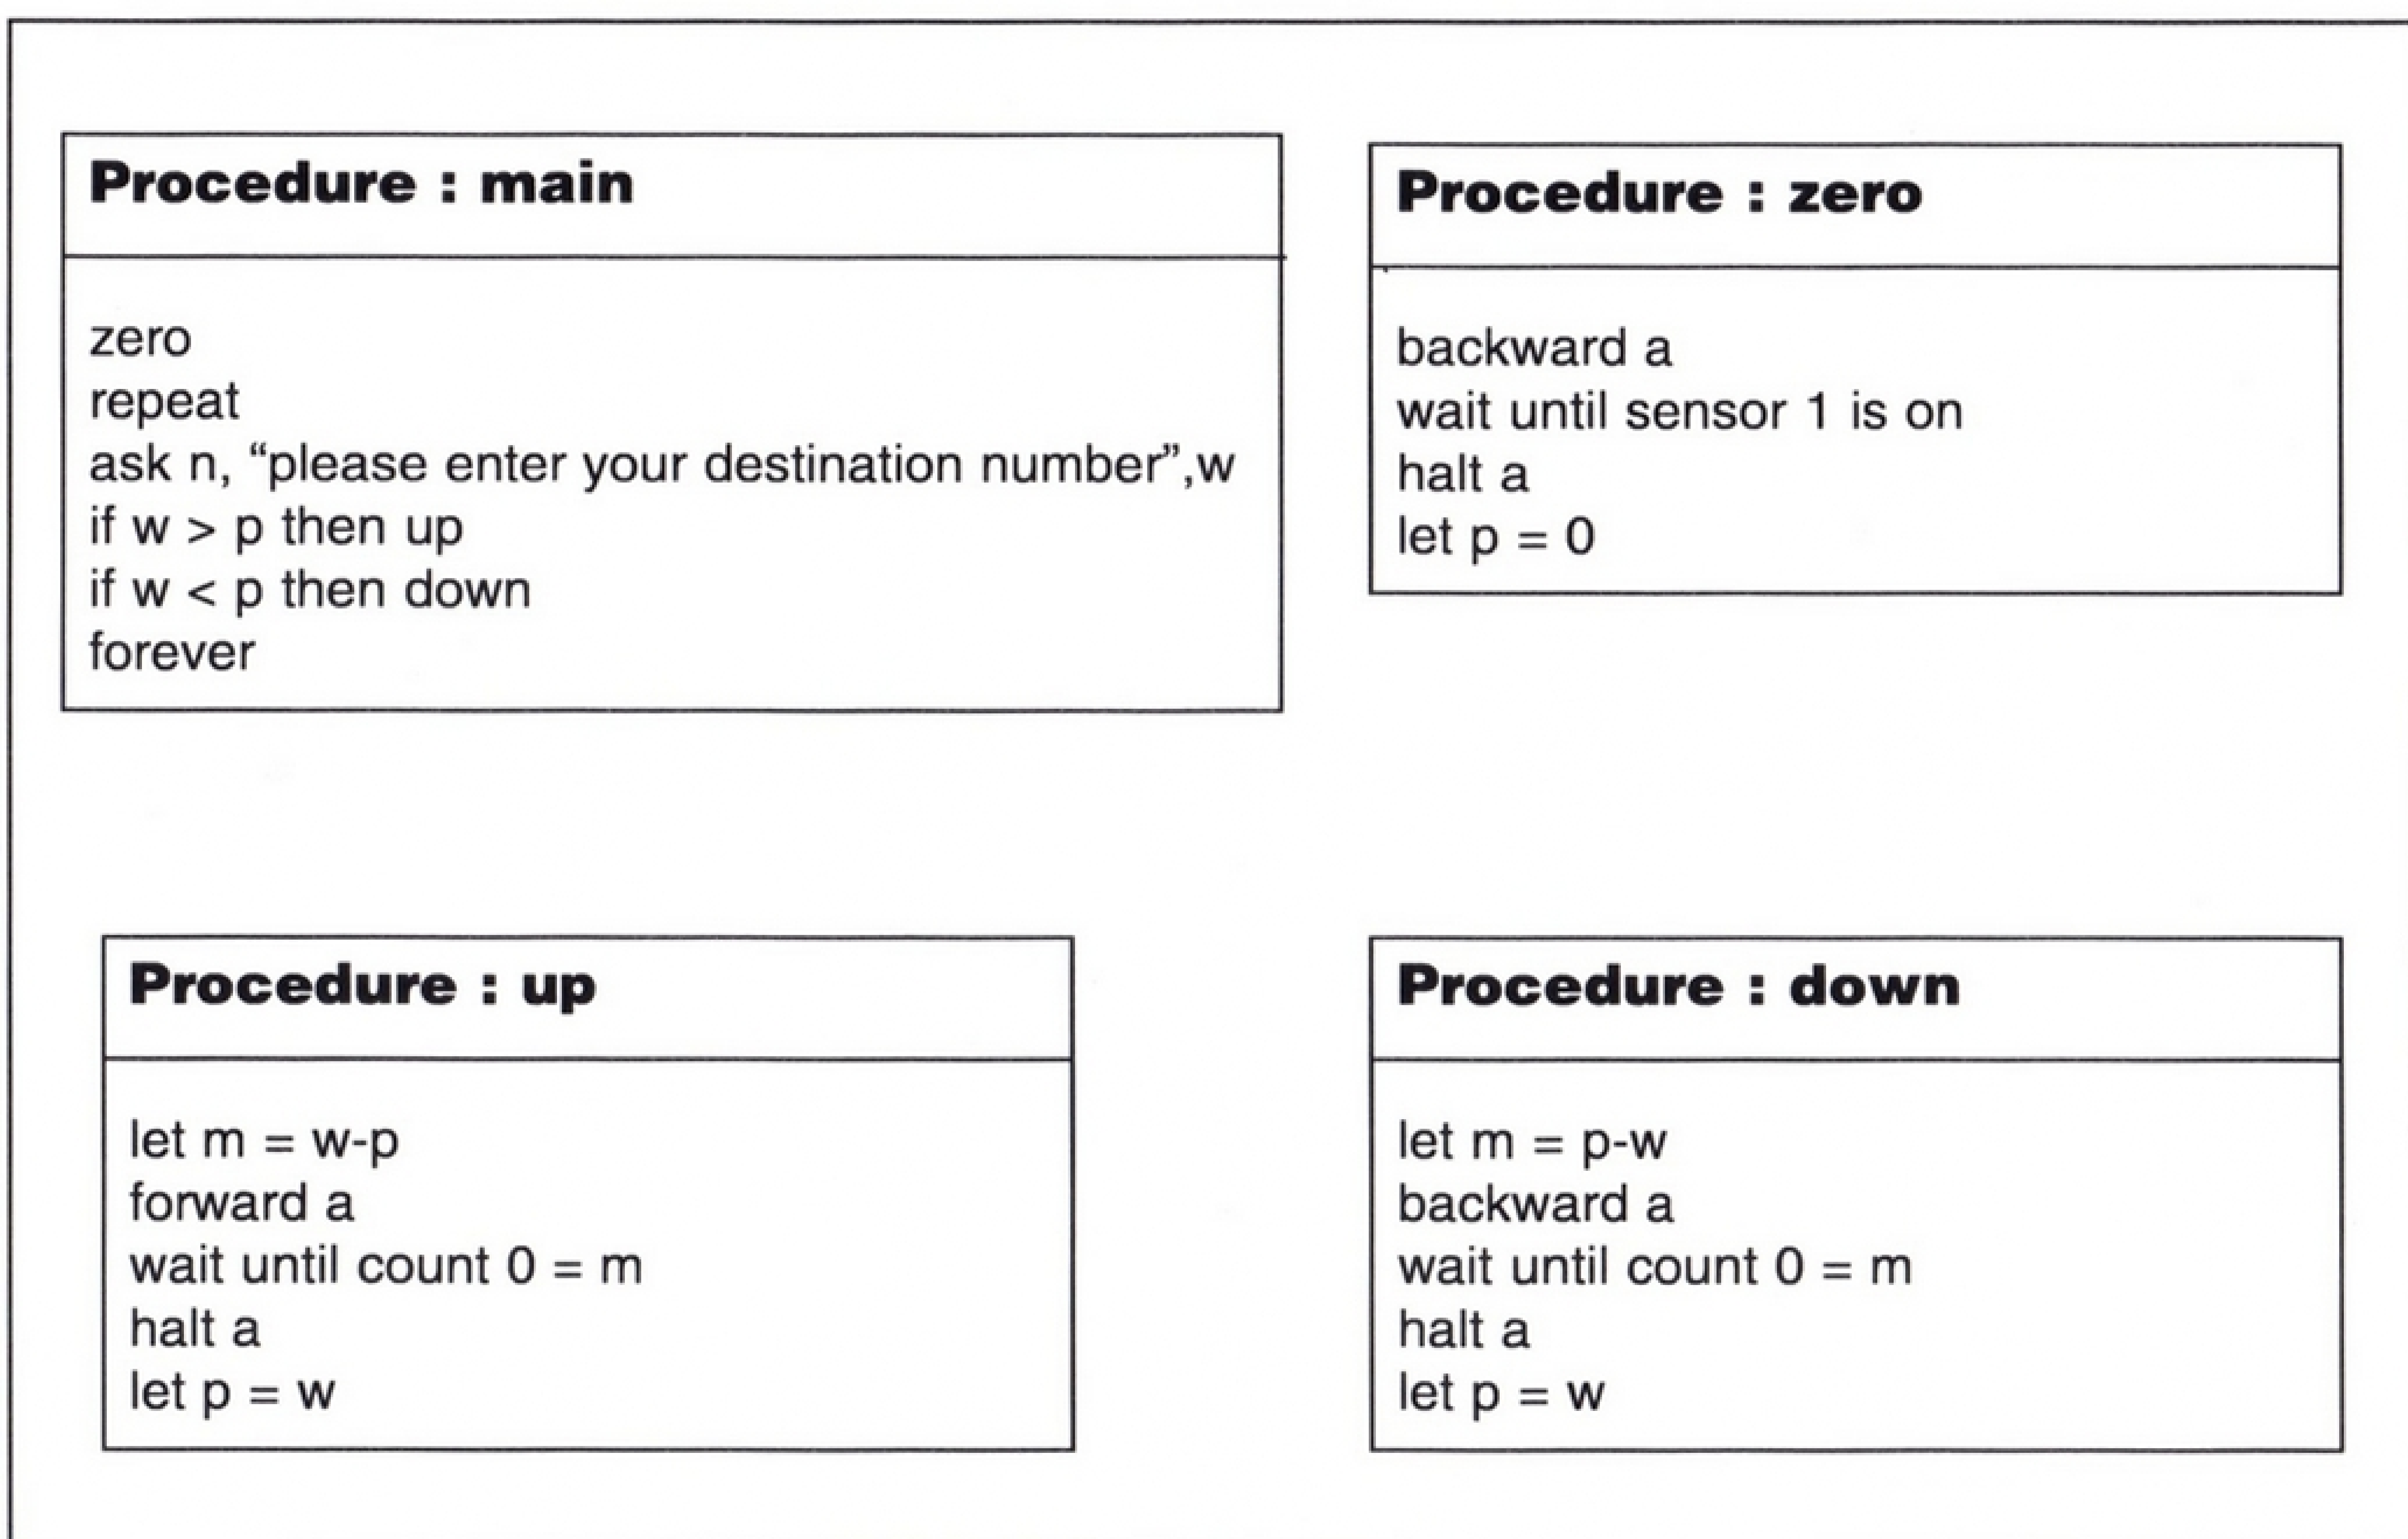 Procedure : main
zero
repeat
ask n, “please enter your destination number”,w
if w > p then up
if w < p then down
forever
Procedure : zero
backward a
wait until sensor 1 is on
halt a
let p = 0
Procedure : up
let m = w-p
forward a
wait until count 0 = m
halt a
let p = w
Procedure : down
let m = p-w
backward a
wait until count 0 = m
halt a
let p = w